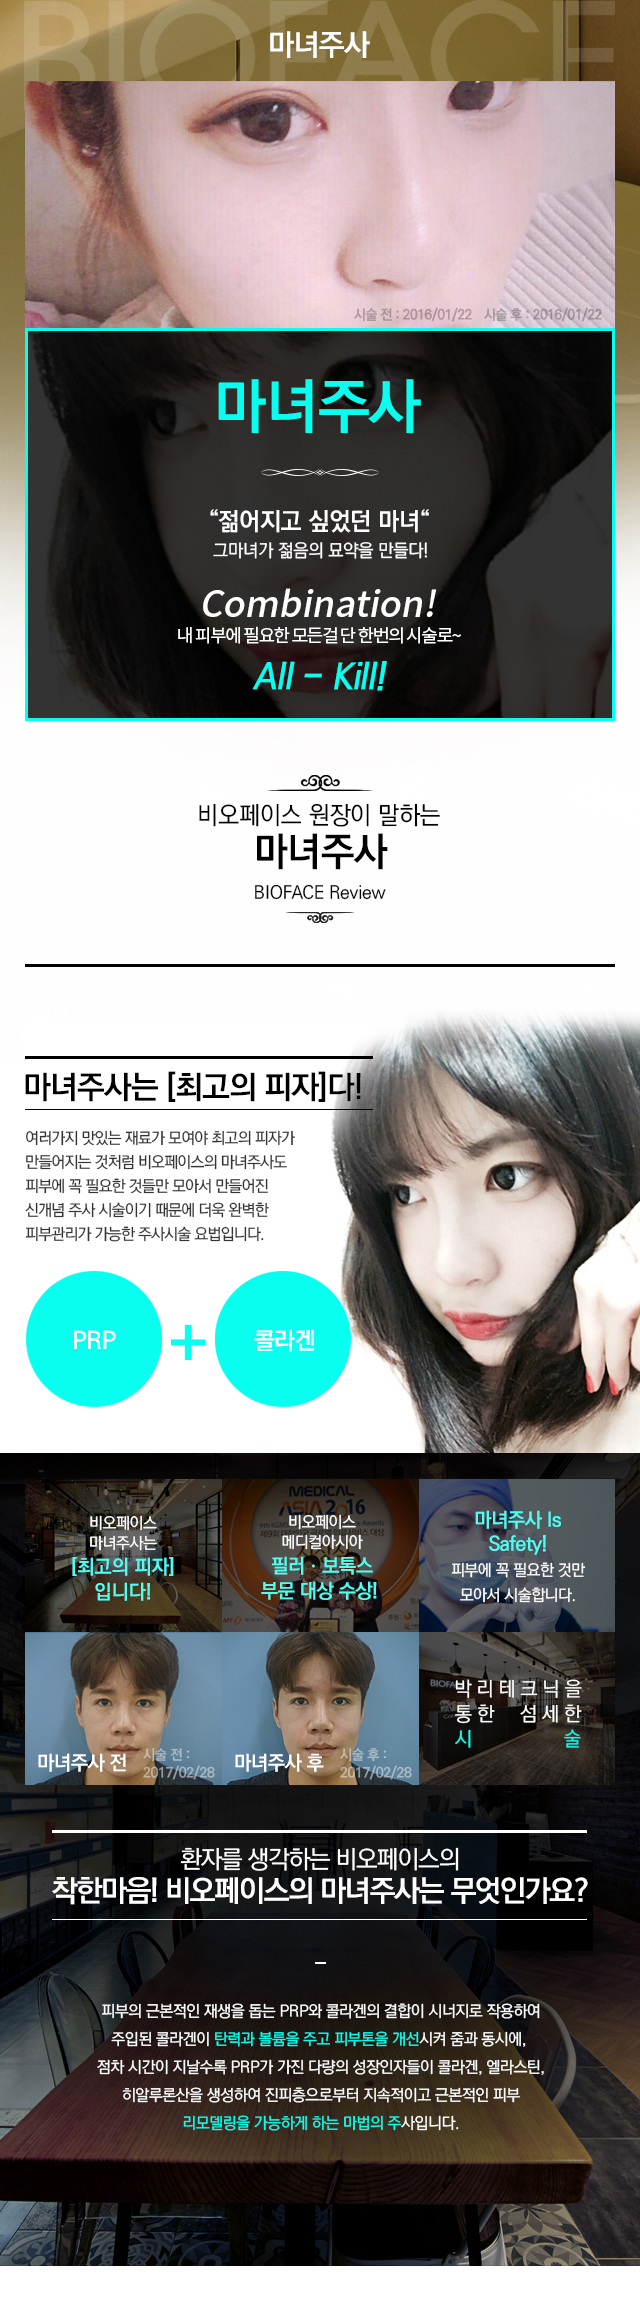 BIOFACE
마녀주사
시술 전 : 2016/01/22 시술 후 : 2016/01/22
마녀주사
“젊어지고 싶었던 마녀“
그마녀가 젊음의 묘약을 만들다!
Combination!
내 피부에 필요한 모든걸 단 한번의 시술로~
All – Kill!
비오페이스 원장이 말하는
마녀주사
BIOFACE Review
마녀주사는 [최고의 피자]다!
여러가지 맛있는 재료가 모여야 최고의 피자가
만들어지는 것처럼 비오페이스의 마녀주사도
피부에 꼭 필요한 것들만 모아서 만들어진
신개념 주사 시술이기 때문에 더욱 완벽한
피부관리가 가능한 주사시술 요법입니다.
PRP + 콜라겐
비오페이스
마녀주사는
[최고의 피자]
입니다!
MEDICAL
ASIA 2016
비오페이스
메디컬아시아
필러 · 보톡스
부문 대상 수상!
마녀주사 Is
Safety!
피부에 꼭 필요한 것만
모아서 시술합니다.
마녀주사 전
시술 전 :
2017/02/28
마녀주사 후
시술 후 :
2017/02/28
박리테크닉을
통한 섬세한
시 술
환자를 생각하는 비오페이스의
착한마음! 비오페이스의 마녀주사는 무엇인가요?
–
피부의 근본적인 재생을 돕는 PRP와 콜라겐의 결합이 시너지로 작용하여
주입된 콜라겐이 탄력과 볼륨을 주고 피부톤을 개선시켜 줌과 동시에,
점차 시간이 지날수록 PRP가 가진 다량의 성장인자들이 콜라겐, 엘라스틴,
히알루론산을 생성하여 진피층으로부터 지속적이고 근본적인 피부
리모델링을 가능하게 하는 마법의 주사입니다.